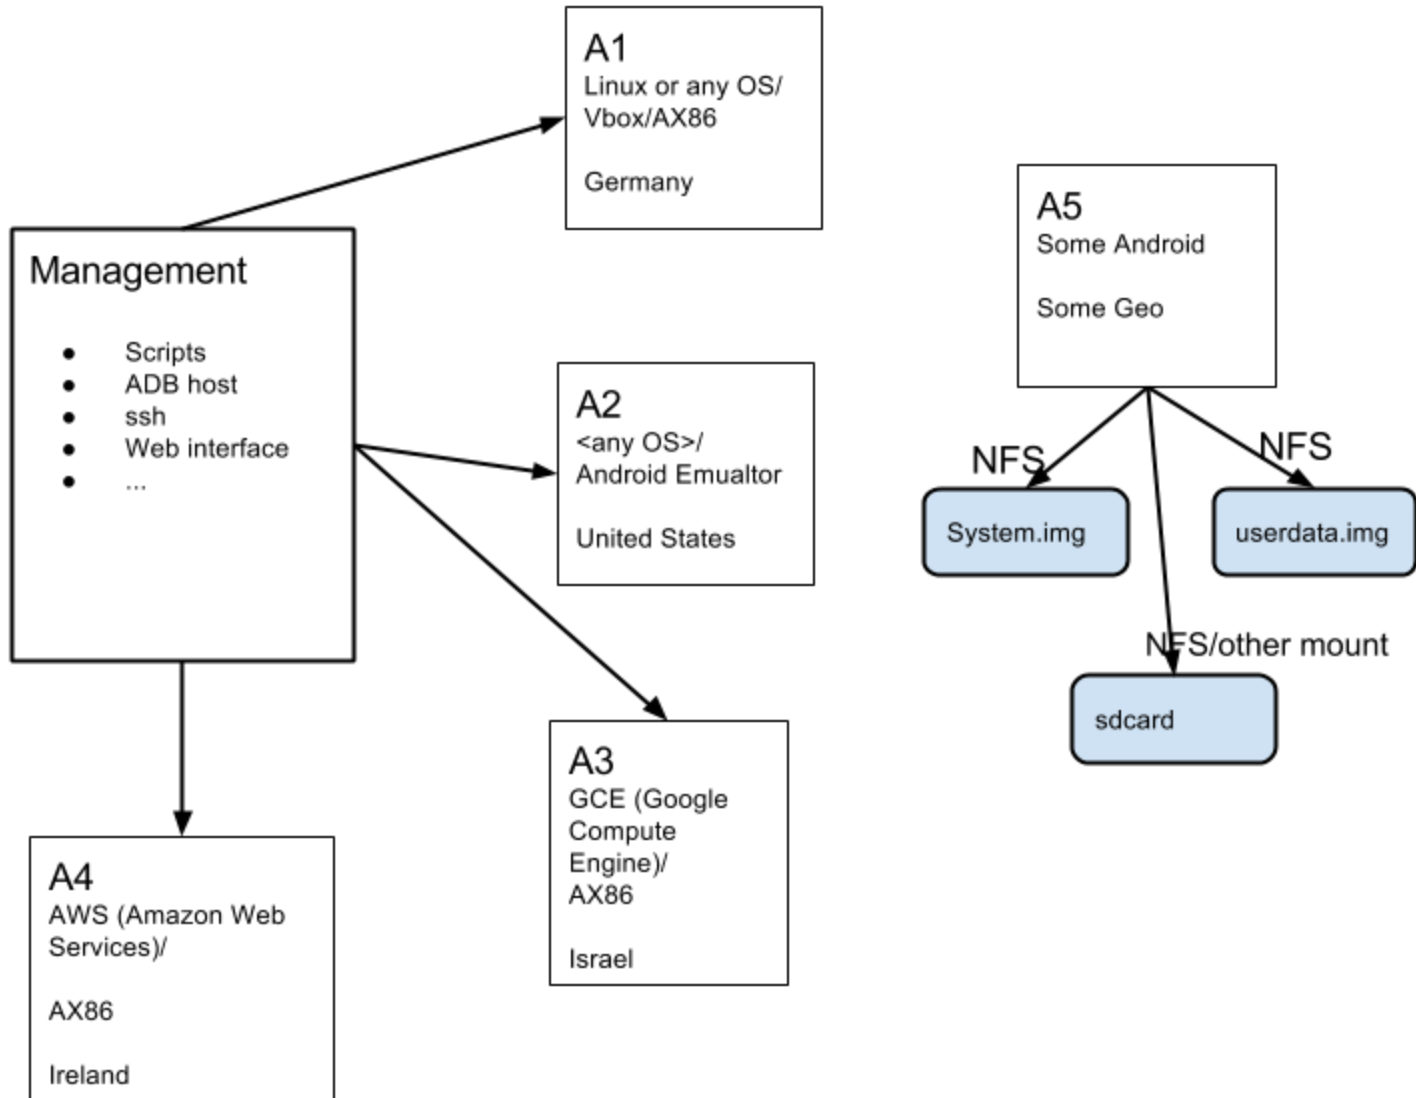 A1
Linux or any OS/
Vbox/AX86
Germany
Management
● Scripts
● ADB host
● ssh
● Web interface
● ...
A2
<any OS>/
Android Emualtor
United States
A3
GCE (Google
Compute
Engine)/
AX86
Israel
A4
AWS (Amazon Web
Services)/
AX86
Ireland
A5
Some Android
Some Geo
NFS
NFS
System.img
userdata.img
NFS/other mount
sdcard